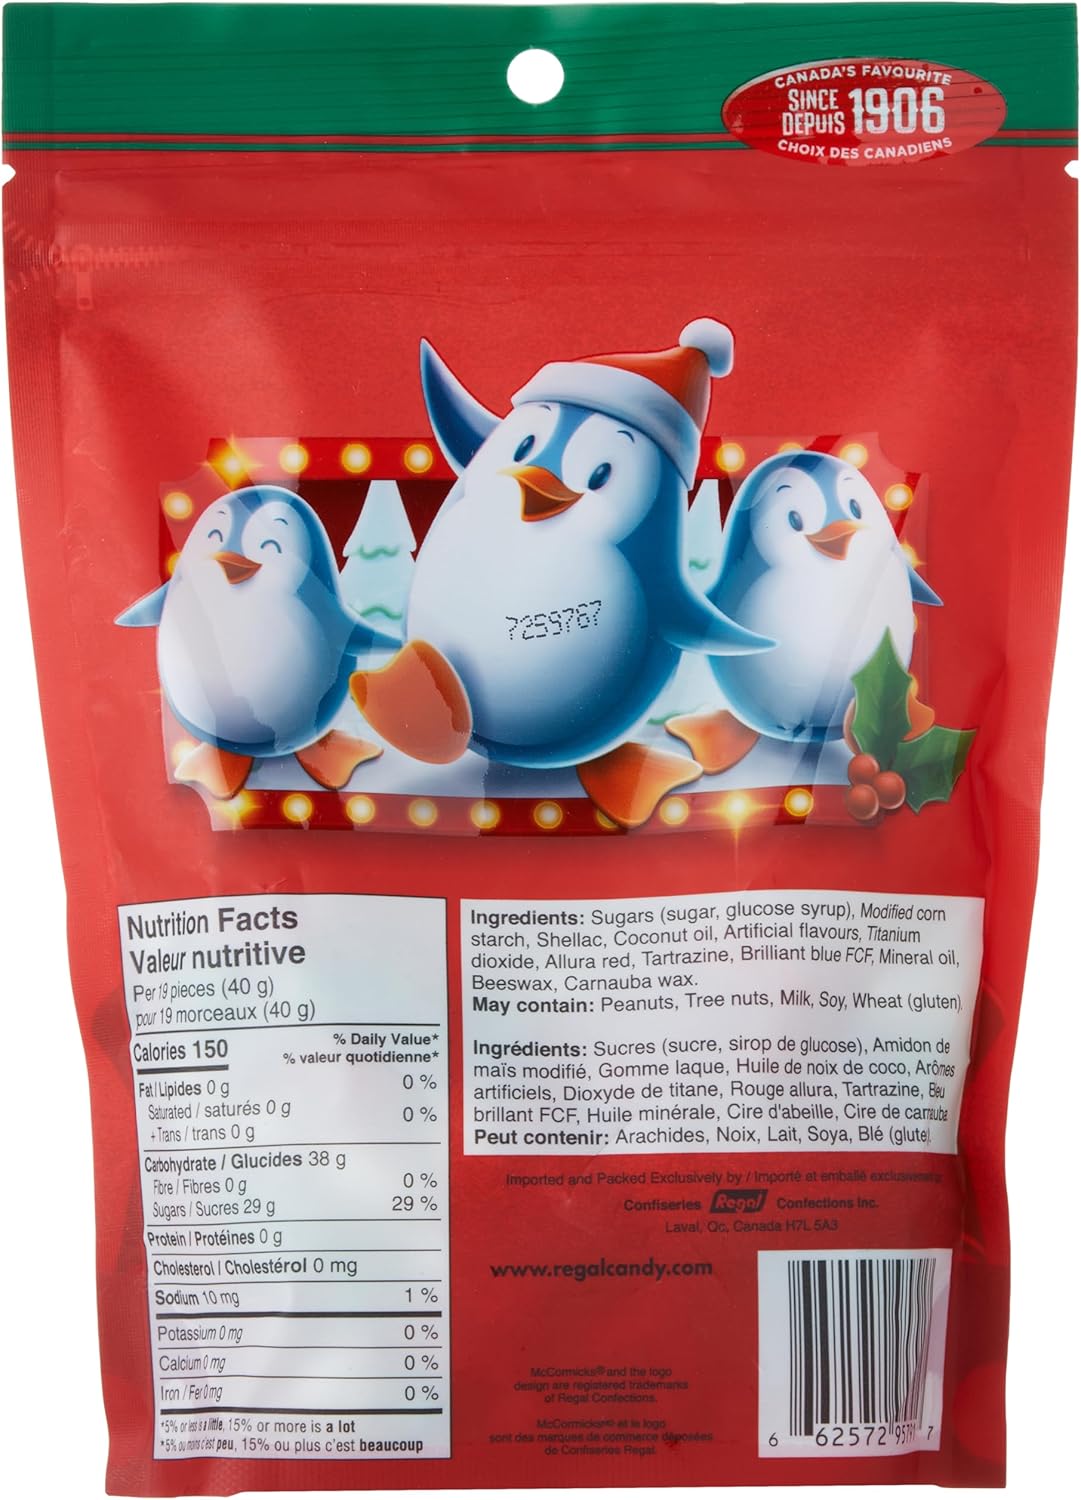 CANADA'S FAVOURITE
SINCE
DEPUIS
1906
CHOIX DES CANADIENS
7259767
Nutrition Facts
Valeur nutritive
Per 19 pieces (40 g)
pour 19 morceaux (40 g)
Calories 150
% Daily Value*
% valeur quotidienne*
Fat / Lipides 0 g 0 %
Saturated / saturés 0 g
+ Trans / trans 0 g
0 %
Carbohydrate / Glucides 38 g
Fibre / Fibres 0 g 0 %
Sugars / Sucres 29 g 29 %
Protein / Protéines 0 g
Cholesterol / Cholestérol 0 mg
Sodium 10 mg 1 %
Potassium 0 mg 0 %
Calcium 0 mg 0 %
Iron / Fer 0 mg 0 %
*5% or less is a little, 15% or more is a lot
*5% ou moins c'est peu, 15% ou plus c'est beaucoup
Ingredients: Sugars (sugar, glucose syrup), Modified corn
starch, Shellac, Coconut oil, Artificial flavours, Titanium
dioxide, Allura red, Tartrazine, Brilliant blue FCF, Mineral oil,
Beeswax, Carnauba wax.
May contain: Peanuts, Tree nuts, Milk, Soy, Wheat (gluten).
Ingrédients: Sucres (sucre, sirop de glucose), Amidon de
maïs modifié, Gomme laque, Huile de noix de coco, Arômes
artificiels, Dioxyde de titane, Rouge allura, Tartrazine, Bleu
brillant FCF, Huile minérale, Cire d'abeille, Cire de carnauba
Peut contenir: Arachides, Noix, Lait, Soya, Blé
Imported and Packed Exclusively by / Importé et emballé
Confiseries Regal Confections Inc.
Laval, Qc, Canada H7L 5A3
www.regalcandy.com
McCormicks® and the logo
design are registered trademarks
of Regal Confections.
McCormicks® et le logo
sont des marques de commerce déposées
de Confiseries Regal.
6 62572 7